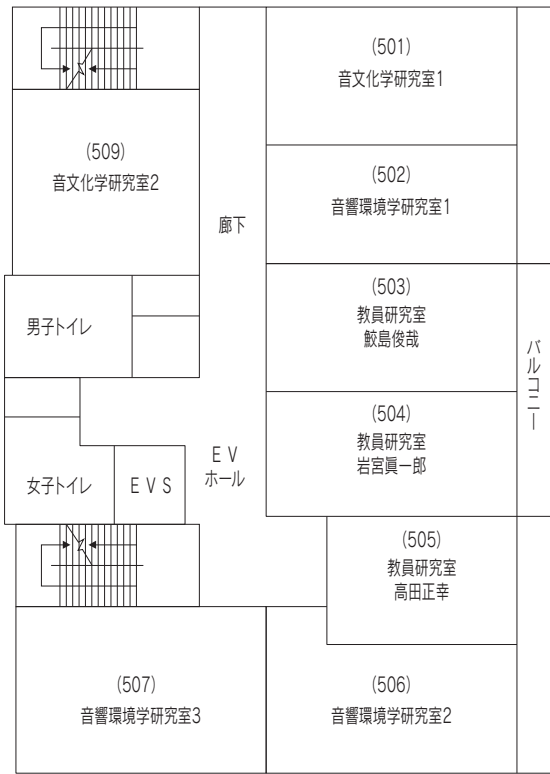 (501)
音文化学研究室1
(509)
音文化学研究室2
(502)
音響環境学研究室1
廊下
(503)
教員研究室
鮫島俊哉
男子トイレ
バルコニー
(504)
教員研究室
岩宮眞一郎
EV
ホール
女子トイレ
EVS
(505)
教員研究室
高田正幸
(507)
音響環境学研究室3
(506)
音響環境学研究室2